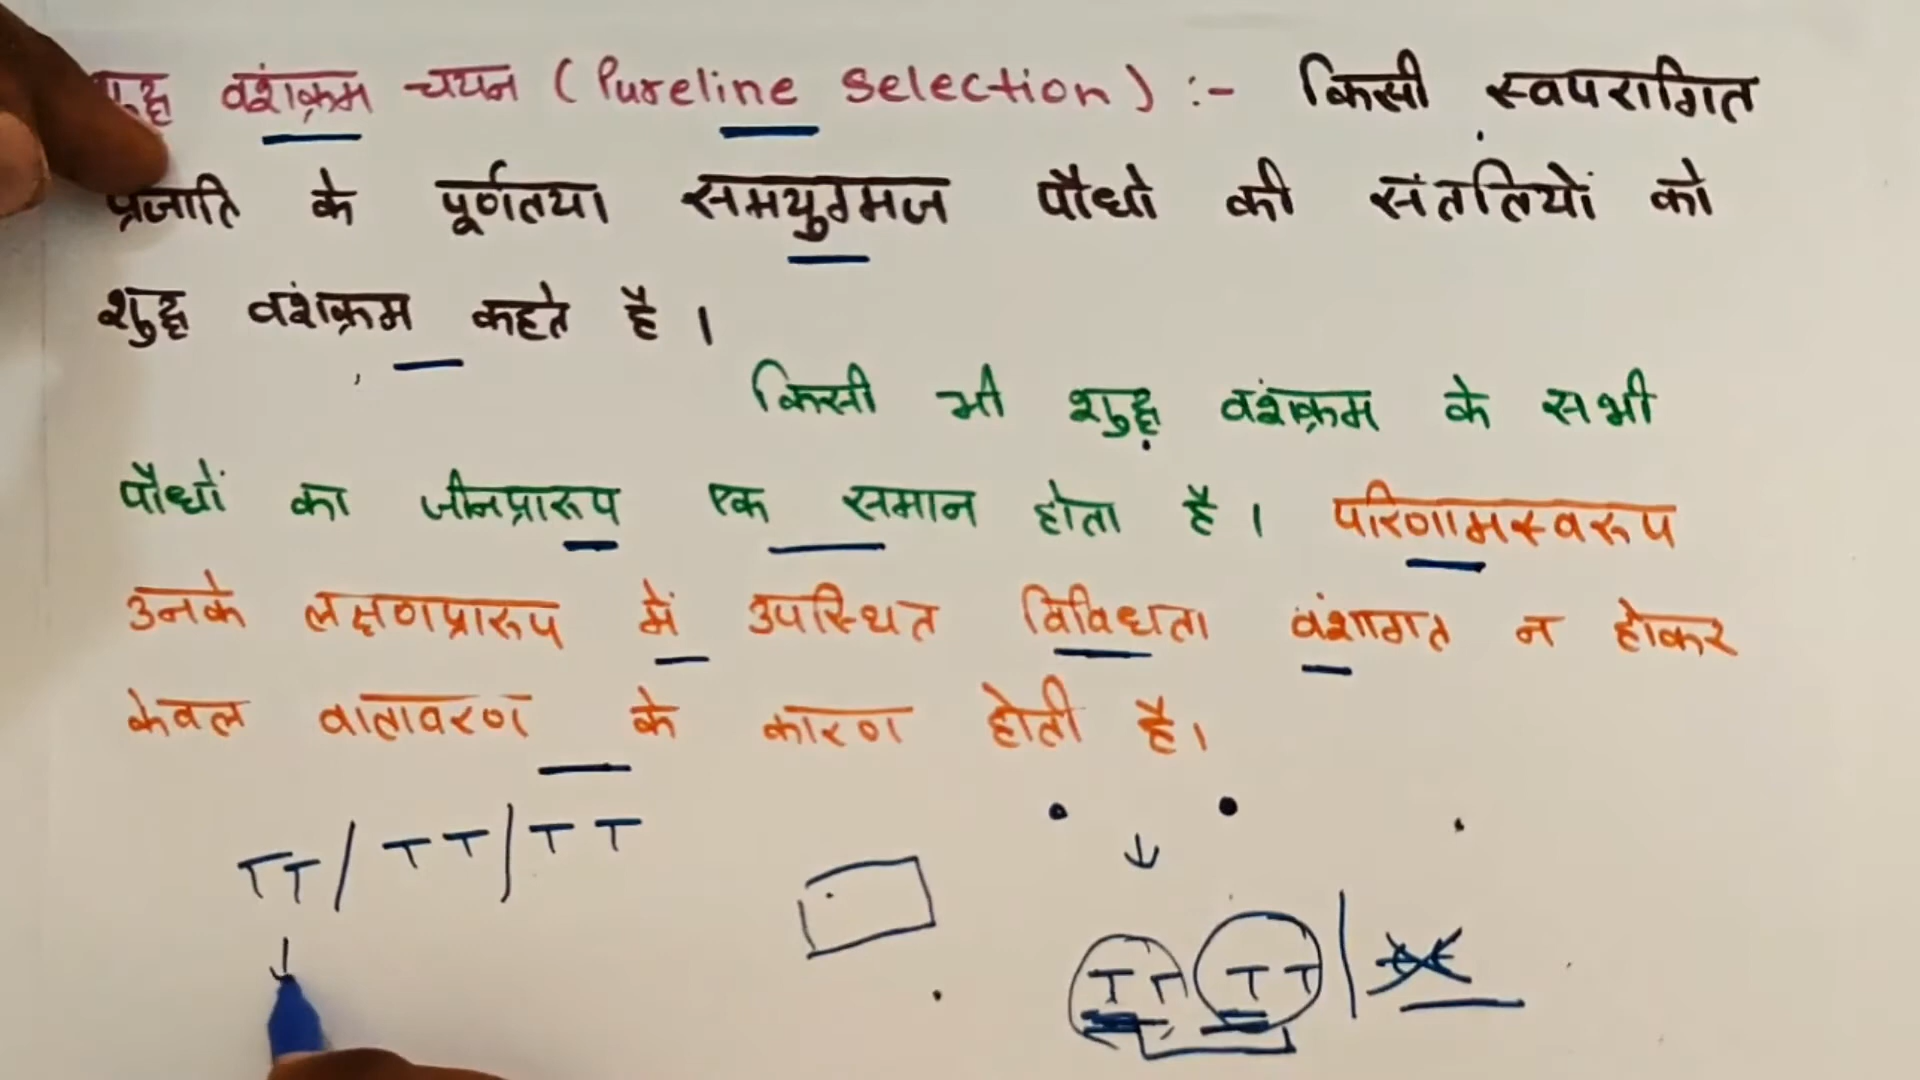 शुद्ध वंशक्रम चयन (Pureline Selection) :- किसी स्वपरागित
प्रजाति के पूर्णतया समयुग्मज पौधो की संततियों को
शुद्ध वंशक्रम कहते है ।
किसी भी शुद्ध वंशक्रम के सभी
पौधों का जीनप्रारूप एक समान होता है । परिणामस्वरूप
उनके लक्षणप्रारूप में उपस्थित विविधता वंशागत न होकर
केवल वातावरण के कारण होती है।
TT / TT / TT
TT TT |